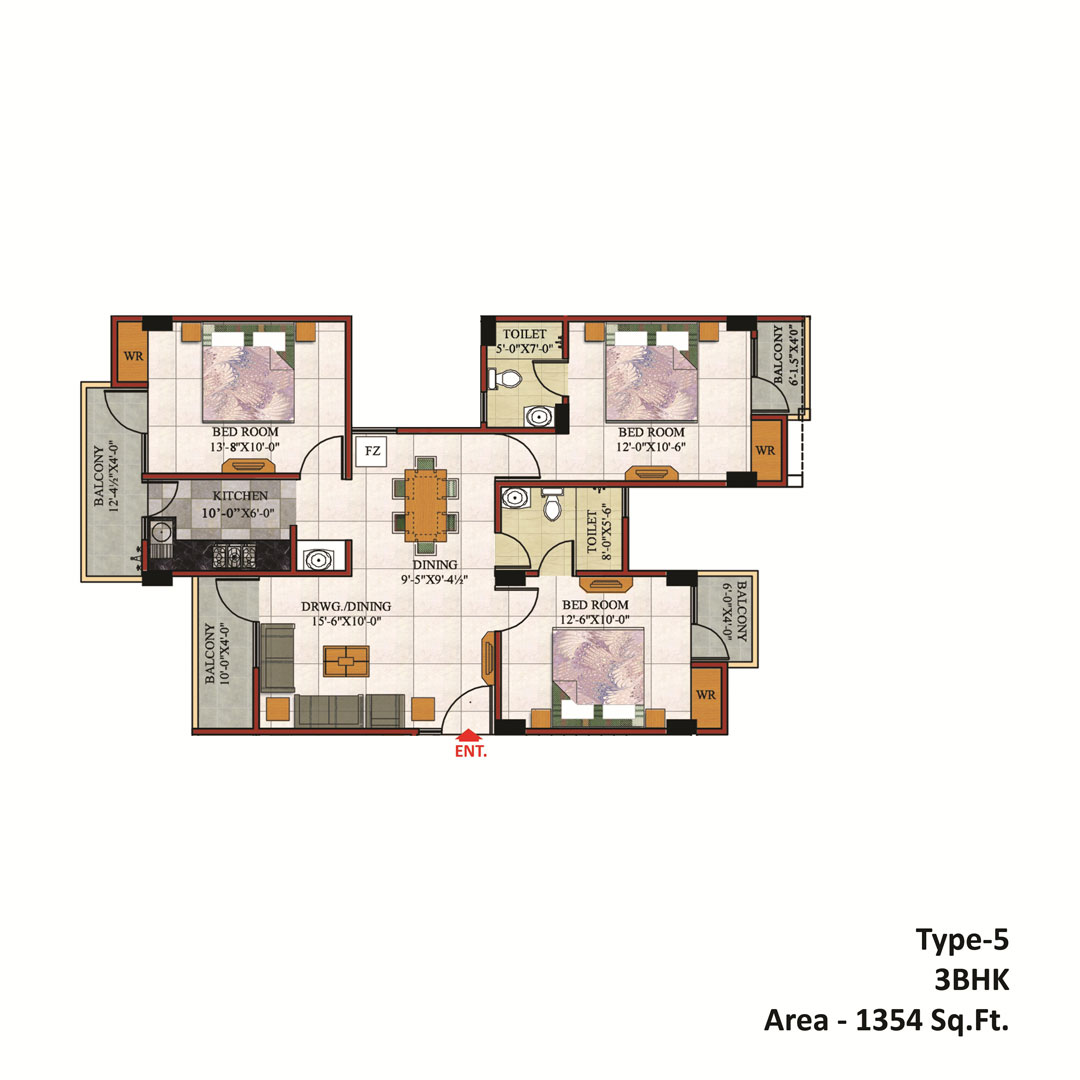 WR
BED ROOM
13'-8"X10'-0"
TOILET
5'-0"X7'-0"
BED ROOM
12'-0"X10'-6"
BALCONY
6'-1.5"X4'0"
WR
FZ
BALCONY
12'-4½"X4'-0"
KITCHEN
10'-0"X6'-0"
DINING
9'-5"X9'-4½"
TOILET
8'-0"X5'-6"
DRWG./DINING
15'-6"X10'-0"
BALCONY
10'-0"X4'-0"
BED ROOM
12'-6"X10'-0"
BALCONY
6'-0"X4'-0"
WR
ENT.
Type-5
3BHK
Area - 1354 Sq.Ft.